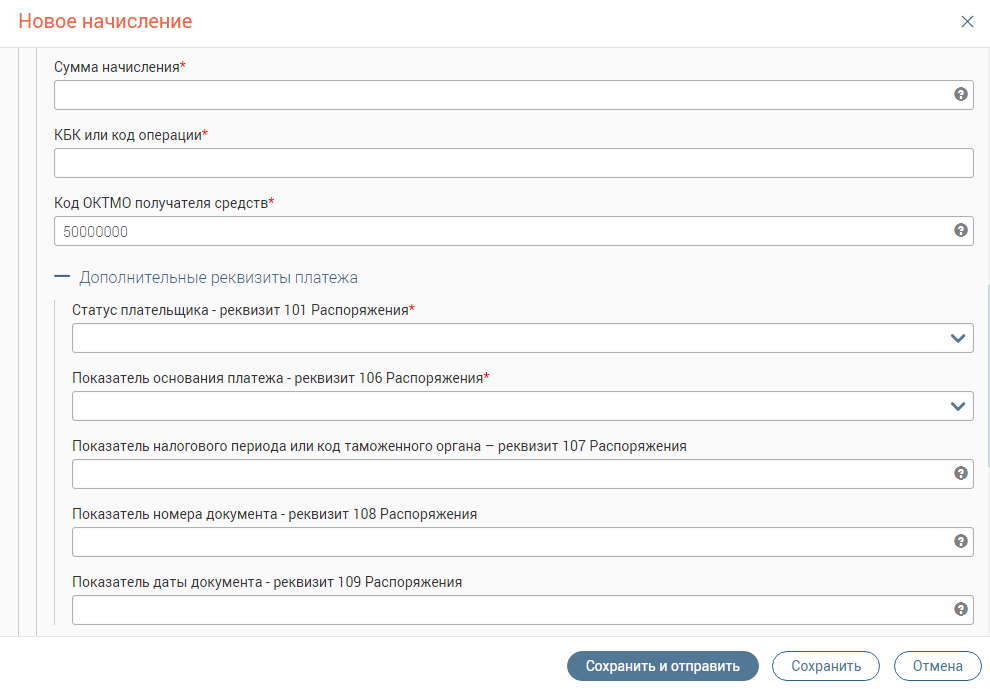 Новое начисление
Сумма начисления*
КБК или код операции*
Код ОКТМО получателя средств*
50000000
Дополнительные реквизиты платежа
Статус плательщика - реквизит 101 Распоряжения*
Показатель основания платежа - реквизит 106 Распоряжения*
Показатель налогового периода или код таможенного органа – реквизит 107 Распоряжения
Показатель номера документа - реквизит 108 Распоряжения
Показатель даты документа - реквизит 109 Распоряжения
Сохранить и отправить Сохранить Отмена